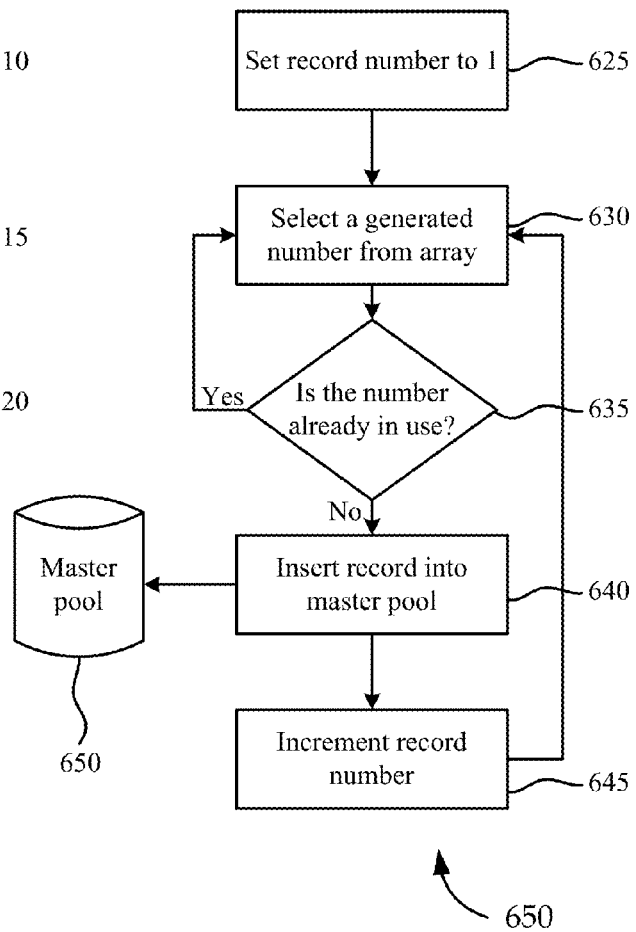 10
Set record number to 1
625
Select a generated
number from array
630
15
Yes
Is the number
already in use?
635
20
No
Master
pool
Insert record into
master pool
640
650
Increment record
number
645
650